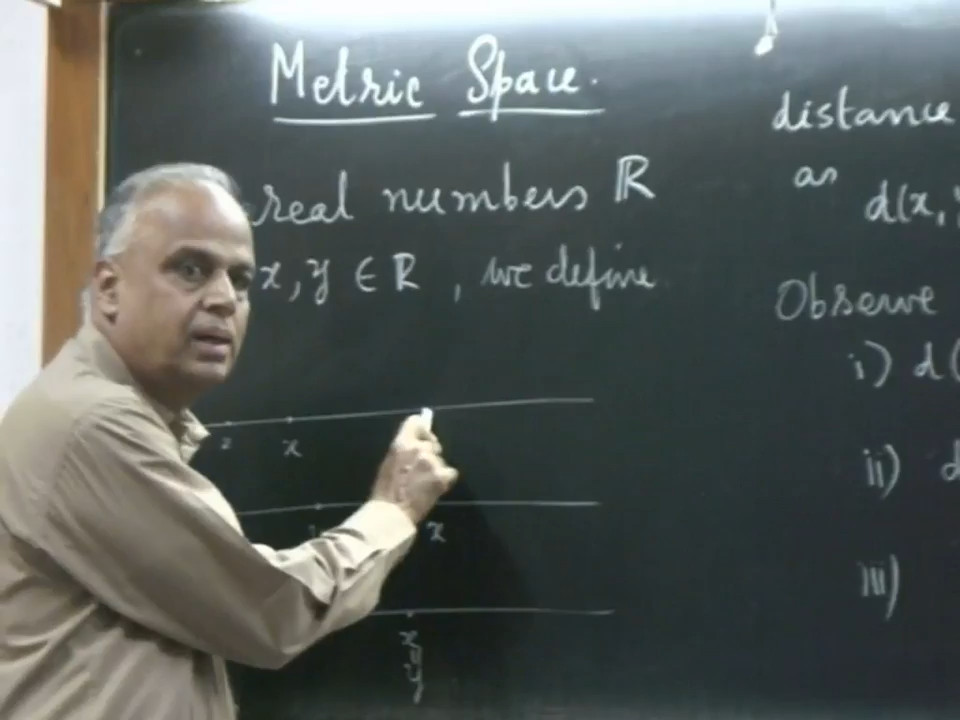 Metric Space.
real numbers ℝ
x, y ∈ ℝ, we define
x
x
x
y
distance
as
d(x,
Observe
i) d(
ii) d
iii)